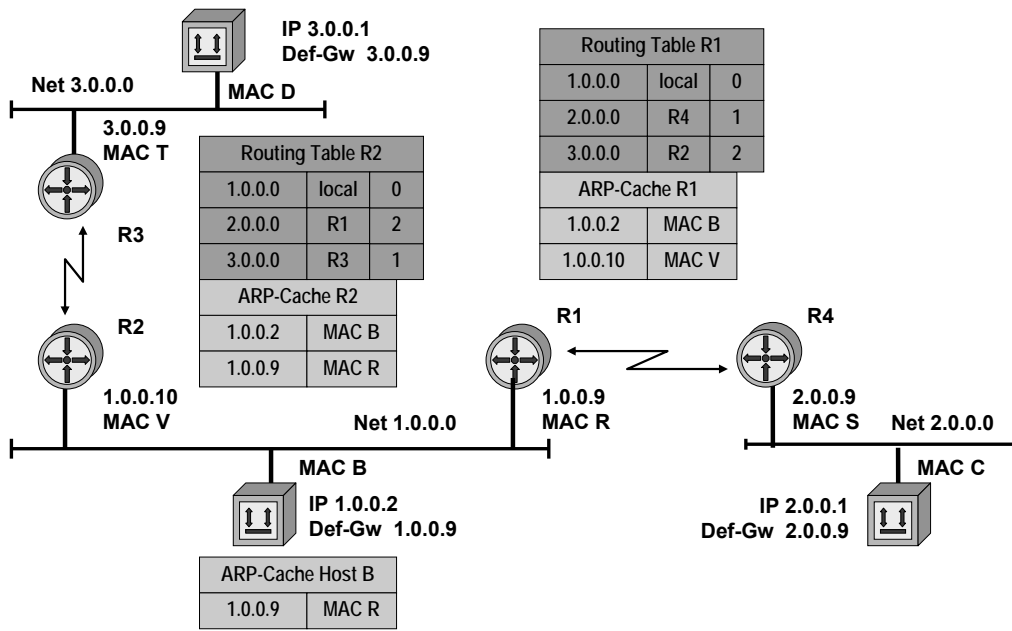 IP 3.0.0.1
Def-Gw 3.0.0.9
Net 3.0.0.0
MAC D
3.0.0.9
MAC T
R3
Routing Table R2
1.0.0.0 local 0
2.0.0.0 R1 2
3.0.0.0 R3 1
ARP-Cache R2
1.0.0.2 MAC B
1.0.0.9 MAC R
Routing Table R1
1.0.0.0 local 0
2.0.0.0 R4 1
3.0.0.0 R2 2
ARP-Cache R1
1.0.0.2 MAC B
1.0.0.10 MAC V
R2
1.0.0.10
MAC V
R1
1.0.0.9
MAC R
R4
2.0.0.9
MAC S
Net 1.0.0.0
Net 2.0.0.0
MAC B
IP 1.0.0.2
Def-Gw 1.0.0.9
MAC C
IP 2.0.0.1
Def-Gw 2.0.0.9
ARP-Cache Host B
1.0.0.9 MAC R